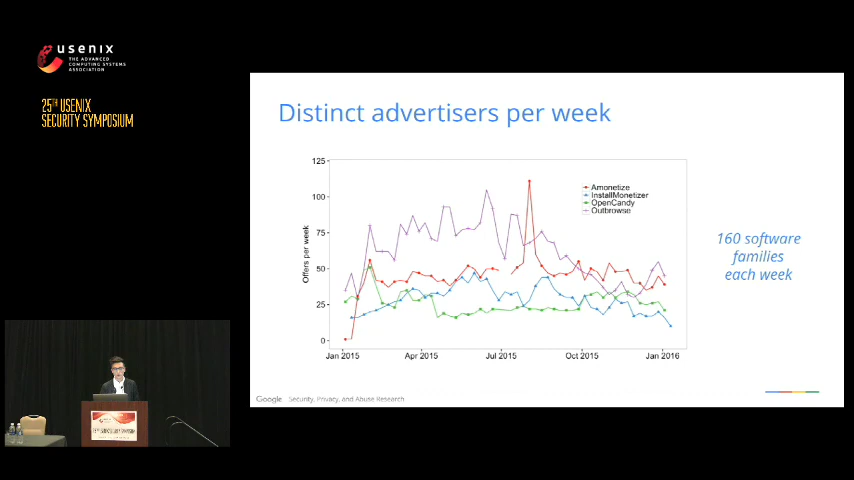 usenix
THE ADVANCED
COMPUTING SYSTEMS
ASSOCIATION
25TH USENIX
SECURITY SYMPOSIUM
Distinct advertisers per week
125
100
75
50
25
0
Offers per week
Amonetize
InstallMonetizer
OpenCandy
Outbrowse
Jan 2015
Apr 2015
Jul 2015
Oct 2015
Jan 2016
160 software
families
each week
Google
Security, Privacy, and Abuse Research